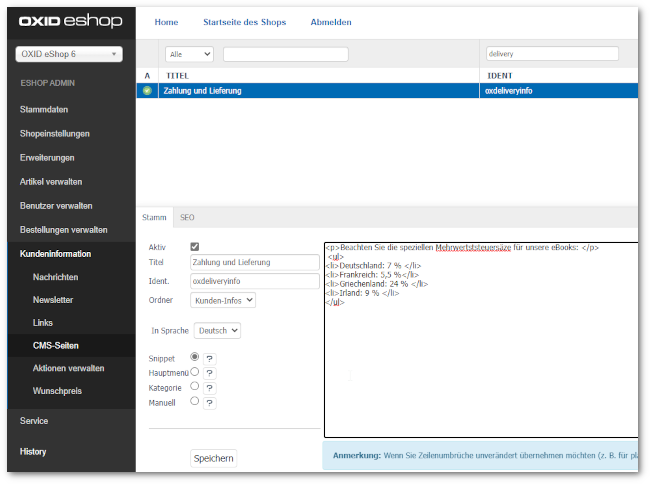 OXID eshop
Home Startseite des Shops Abmelden
OXID eShop 6
Alle delivery
ESHOP ADMIN
A TITEL IDENT
Zahlung und Lieferung oxdeliveryinfo
Stammdaten
Shopeinstellungen
Erweiterungen
Artikel verwalten
Benutzer verwalten
Bestellungen verwalten
Kundeninformation
Nachrichten
Newsletter
Links
CMS-Seiten
Aktionen verwalten
Wunschpreis
Service
History
Stamm SEO
Aktiv
Titel Zahlung und Lieferung
Ident. oxdeliveryinfo
Ordner Kunden-Infos
In Sprache Deutsch
Snippet ?
Hauptmenü ?
Kategorie ?
Manuell ?
Speichern
<p>Beachten Sie die speziellen Mehrwertststeuersäze für unsere eBooks: </p>
<ul>
<li>Deutschland: 7 % </li>
<li>Frankreich: 5,5 %</li>
<li>Griechenland: 24 % </li>
<li>Irland: 9 % </li>
</ul>
Anmerkung: Wenn Sie Zeilenumbrüche unverändert übernehmen möchten (z. B. für